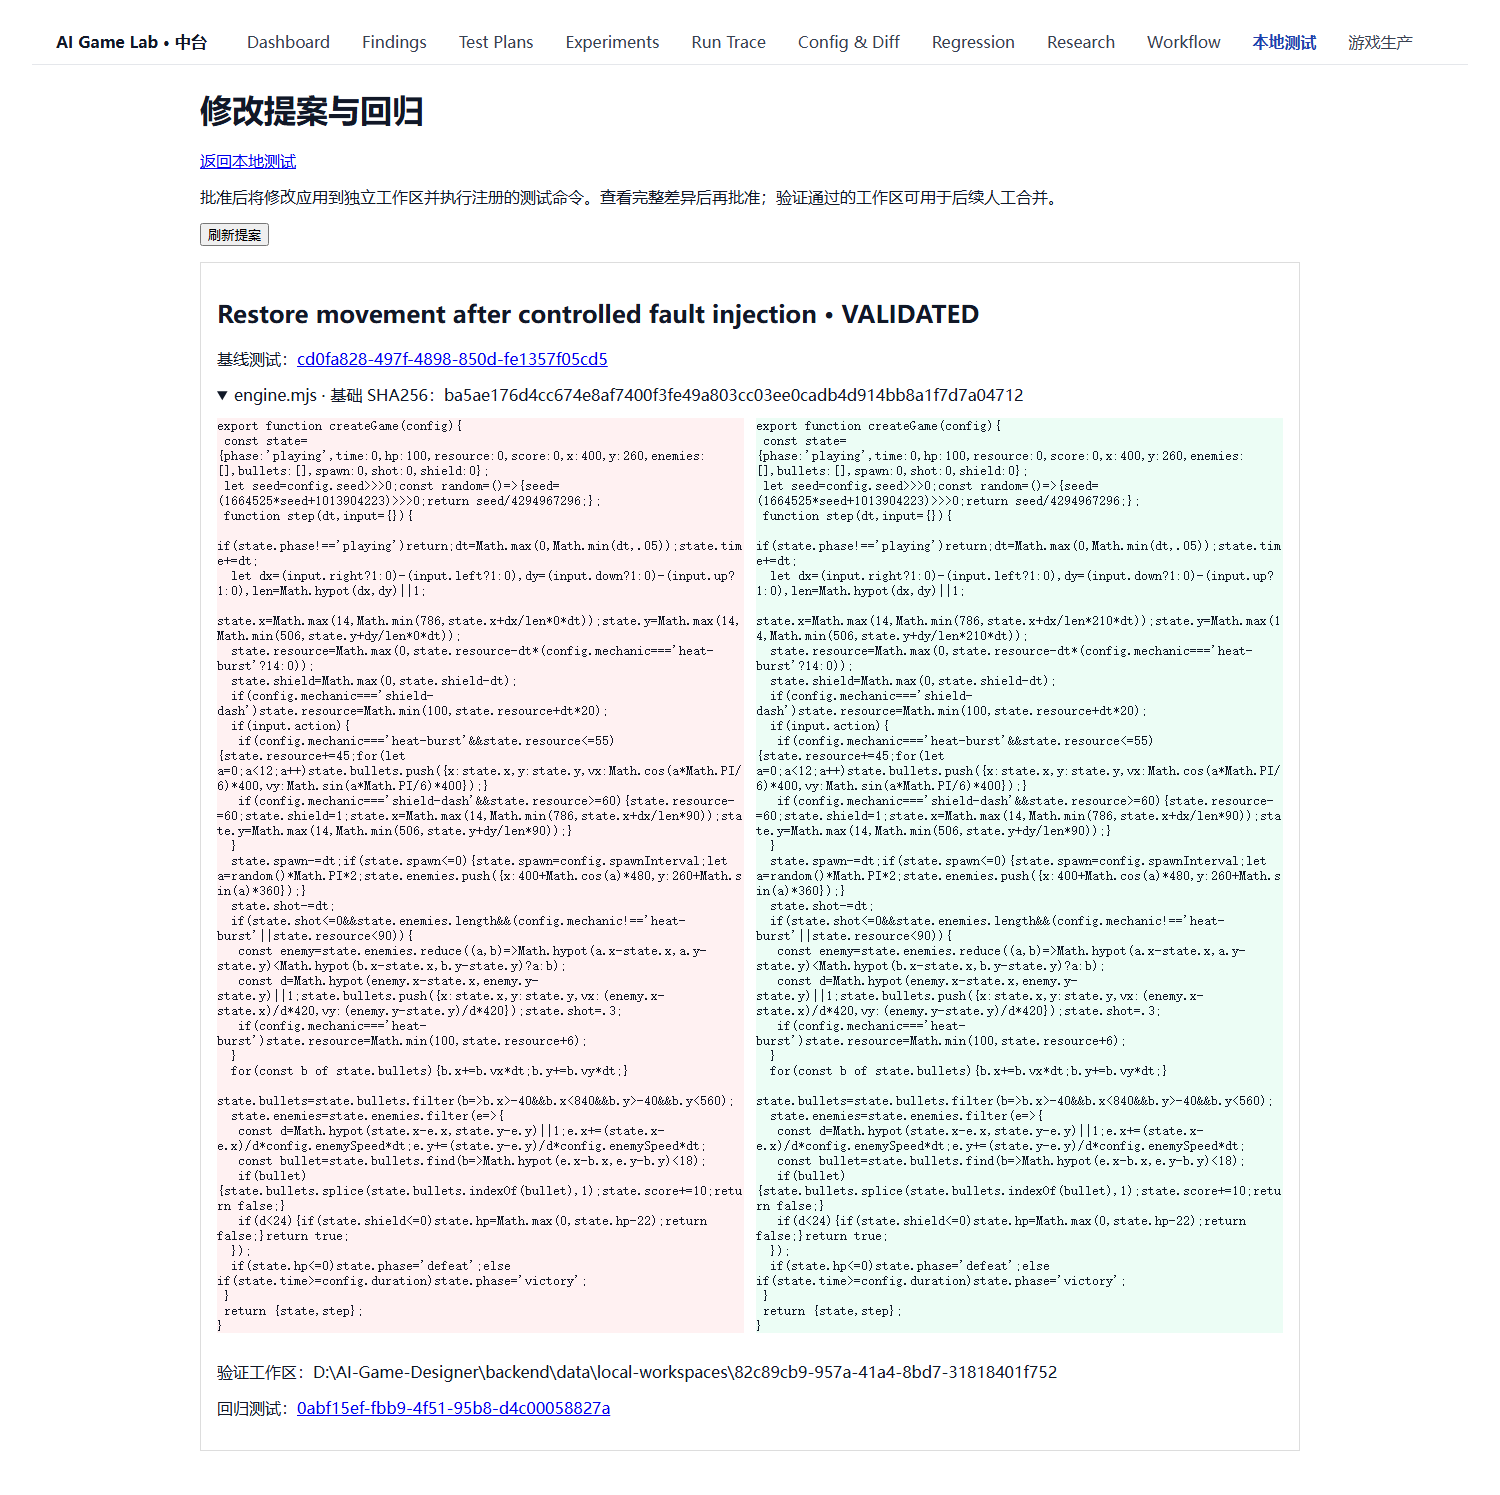 AI Game Lab • 中台 Dashboard Findings Test Plans Experiments Run Trace Config & Diff Regression Research Workflow 本地测试 游戏生产
修改提案与回归
返回本地测试
批准后将修改应用到独立工作区并执行注册的测试命令。查看完整差异后再批准；验证通过的工作区可用于后续人工合并。
刷新提案
Restore movement after controlled fault injection • VALIDATED
基线测试：cd0fa828-497f-4898-850d-fe1357f05cd5
▼ engine.mjs · 基础 SHA256：ba5ae176d4cc674e8af7400f3fe49a803cc03ee0cadb4d914bb8a1f7d7a04712
export function createGame(config){
 const state=
{phase:'playing',time:0,hp:100,resource:0,score:0,x:400,y:260,enemies:
[],bullets:[],spawn:0,shot:0,shield:0};
 let seed=config.seed>>>0;const random=()=>{seed=
(1664525*seed+1013904223)>>>0;return seed/4294967296;};
 function step(dt,input={}){
if(state.phase!=='playing')return;dt=Math.max(0,Math.min(dt,.05));state.tim
e+=dt;
  let dx=(input.right?1:0)-(input.left?1:0),dy=(input.down?1:0)-(input.up?
1:0),len=Math.hypot(dx,dy)||1;
state.x=Math.max(14,Math.min(786,state.x+dx/len*0*dt));state.y=Math.max(14,
Math.min(506,state.y+dy/len*0*dt));
  state.resource=Math.max(0,state.resource-dt*(config.mechanic==='heat-
burst'?14:0));
  state.shield=Math.max(0,state.shield-dt);
  if(config.mechanic==='shield-
dash')state.resource=Math.min(100,state.resource+dt*20);
  if(input.action){
   if(config.mechanic==='heat-burst'&&state.resource<=55)
{state.resource+=45;for(let
a=0;a<12;a++)state.bullets.push({x:state.x,y:state.y,vx:Math.cos(a*Math.PI/
6)*400,vy:Math.sin(a*Math.PI/6)*400});}
   if(config.mechanic==='shield-dash'&&state.resource>=60){state.resource-
=60;state.shield=1;state.x=Math.max(14,Math.min(786,state.x+dx/len*90));sta
te.y=Math.max(14,Math.min(506,state.y+dy/len*90));}
  }
  state.spawn-=dt;if(state.spawn<=0){state.spawn=config.spawnInterval;let
a=random()*Math.PI*2;state.enemies.push({x:400+Math.cos(a)*480,y:260+Math.s
in(a)*360});}
  state.shot-=dt;
  if(state.shot<=0&&state.enemies.length&&(config.mechanic!=='heat-
burst'||state.resource<90)){
   const enemy=state.enemies.reduce((a,b)=>Math.hypot(a.x-state.x,a.y-
state.y)<Math.hypot(b.x-state.x,b.y-state.y)?a:b);
   const d=Math.hypot(enemy.x-state.x,enemy.y-
state.y)||1;state.bullets.push({x:state.x,y:state.y,vx:(enemy.x-
state.x)/d*420,vy:(enemy.y-state.y)/d*420});state.shot=.3;
   if(config.mechanic==='heat-
burst')state.resource=Math.min(100,state.resource+6);
  }
  for(const b of state.bullets){b.x+=b.vx*dt;b.y+=b.vy*dt;}
state.bullets=state.bullets.filter(b=>b.x>-40&&b.x<840&&b.y>-40&&b.y<560);
  state.enemies=state.enemies.filter(e=>{
   const d=Math.hypot(state.x-e.x,state.y-e.y)||1;e.x+=(state.x-
e.x)/d*config.enemySpeed*dt;e.y+=(state.y-e.y)/d*config.enemySpeed*dt;
   const bullet=state.bullets.find(b=>Math.hypot(e.x-b.x,e.y-b.y)<18);
   if(bullet)
{state.bullets.splice(state.bullets.indexOf(bullet),1);state.score+=10;retu
rn false;}
   if(d<24){if(state.shield<=0)state.hp=Math.max(0,state.hp-22);return
false;}return true;
  });
  if(state.hp<=0)state.phase='defeat';else
if(state.time>=config.duration)state.phase='victory';
 }
 return {state,step};
}
export function createGame(config){
 const state=
{phase:'playing',time:0,hp:100,resource:0,score:0,x:400,y:260,enemies:
[],bullets:[],spawn:0,shot:0,shield:0};
 let seed=config.seed>>>0;const random=()=>{seed=
(1664525*seed+1013904223)>>>0;return seed/4294967296;};
 function step(dt,input={}){
if(state.phase!=='playing')return;dt=Math.max(0,Math.min(dt,.05));state.tim
e+=dt;
  let dx=(input.right?1:0)-(input.left?1:0),dy=(input.down?1:0)-(input.up?
1:0),len=Math.hypot(dx,dy)||1;
state.x=Math.max(14,Math.min(786,state.x+dx/len*210*dt));state.y=Math.max(1
4,Math.min(506,state.y+dy/len*210*dt));
  state.resource=Math.max(0,state.resource-dt*(config.mechanic==='heat-
burst'?14:0));
  state.shield=Math.max(0,state.shield-dt);
  if(config.mechanic==='shield-
dash')state.resource=Math.min(100,state.resource+dt*20);
  if(input.action){
   if(config.mechanic==='heat-burst'&&state.resource<=55)
{state.resource+=45;for(let
a=0;a<12;a++)state.bullets.push({x:state.x,y:state.y,vx:Math.cos(a*Math.PI/
6)*400,vy:Math.sin(a*Math.PI/6)*400});}
   if(config.mechanic==='shield-dash'&&state.resource>=60){state.resource-
=60;state.shield=1;state.x=Math.max(14,Math.min(786,state.x+dx/len*90));sta
te.y=Math.max(14,Math.min(506,state.y+dy/len*90));}
  }
  state.spawn-=dt;if(state.spawn<=0){state.spawn=config.spawnInterval;let
a=random()*Math.PI*2;state.enemies.push({x:400+Math.cos(a)*480,y:260+Math.s
in(a)*360});}
  state.shot-=dt;
  if(state.shot<=0&&state.enemies.length&&(config.mechanic!=='heat-
burst'||state.resource<90)){
   const enemy=state.enemies.reduce((a,b)=>Math.hypot(a.x-state.x,a.y-
state.y)<Math.hypot(b.x-state.x,b.y-state.y)?a:b);
   const d=Math.hypot(enemy.x-state.x,enemy.y-
state.y)||1;state.bullets.push({x:state.x,y:state.y,vx:(enemy.x-
state.x)/d*420,vy:(enemy.y-state.y)/d*420});state.shot=.3;
   if(config.mechanic==='heat-
burst')state.resource=Math.min(100,state.resource+6);
  }
  for(const b of state.bullets){b.x+=b.vx*dt;b.y+=b.vy*dt;}
state.bullets=state.bullets.filter(b=>b.x>-40&&b.x<840&&b.y>-40&&b.y<560);
  state.enemies=state.enemies.filter(e=>{
   const d=Math.hypot(state.x-e.x,state.y-e.y)||1;e.x+=(state.x-
e.x)/d*config.enemySpeed*dt;e.y+=(state.y-e.y)/d*config.enemySpeed*dt;
   const bullet=state.bullets.find(b=>Math.hypot(e.x-b.x,e.y-b.y)<18);
   if(bullet)
{state.bullets.splice(state.bullets.indexOf(bullet),1);state.score+=10;retu
rn false;}
   if(d<24){if(state.shield<=0)state.hp=Math.max(0,state.hp-22);return
false;}return true;
  });
  if(state.hp<=0)state.phase='defeat';else
if(state.time>=config.duration)state.phase='victory';
 }
 return {state,step};
}
验证工作区：D:\AI-Game-Designer\backend\data\local-workspaces\82c89cb9-957a-41a4-8bd7-31818401f752
回归测试：0abf15ef-fbb9-4f51-95b8-d4c00058827a